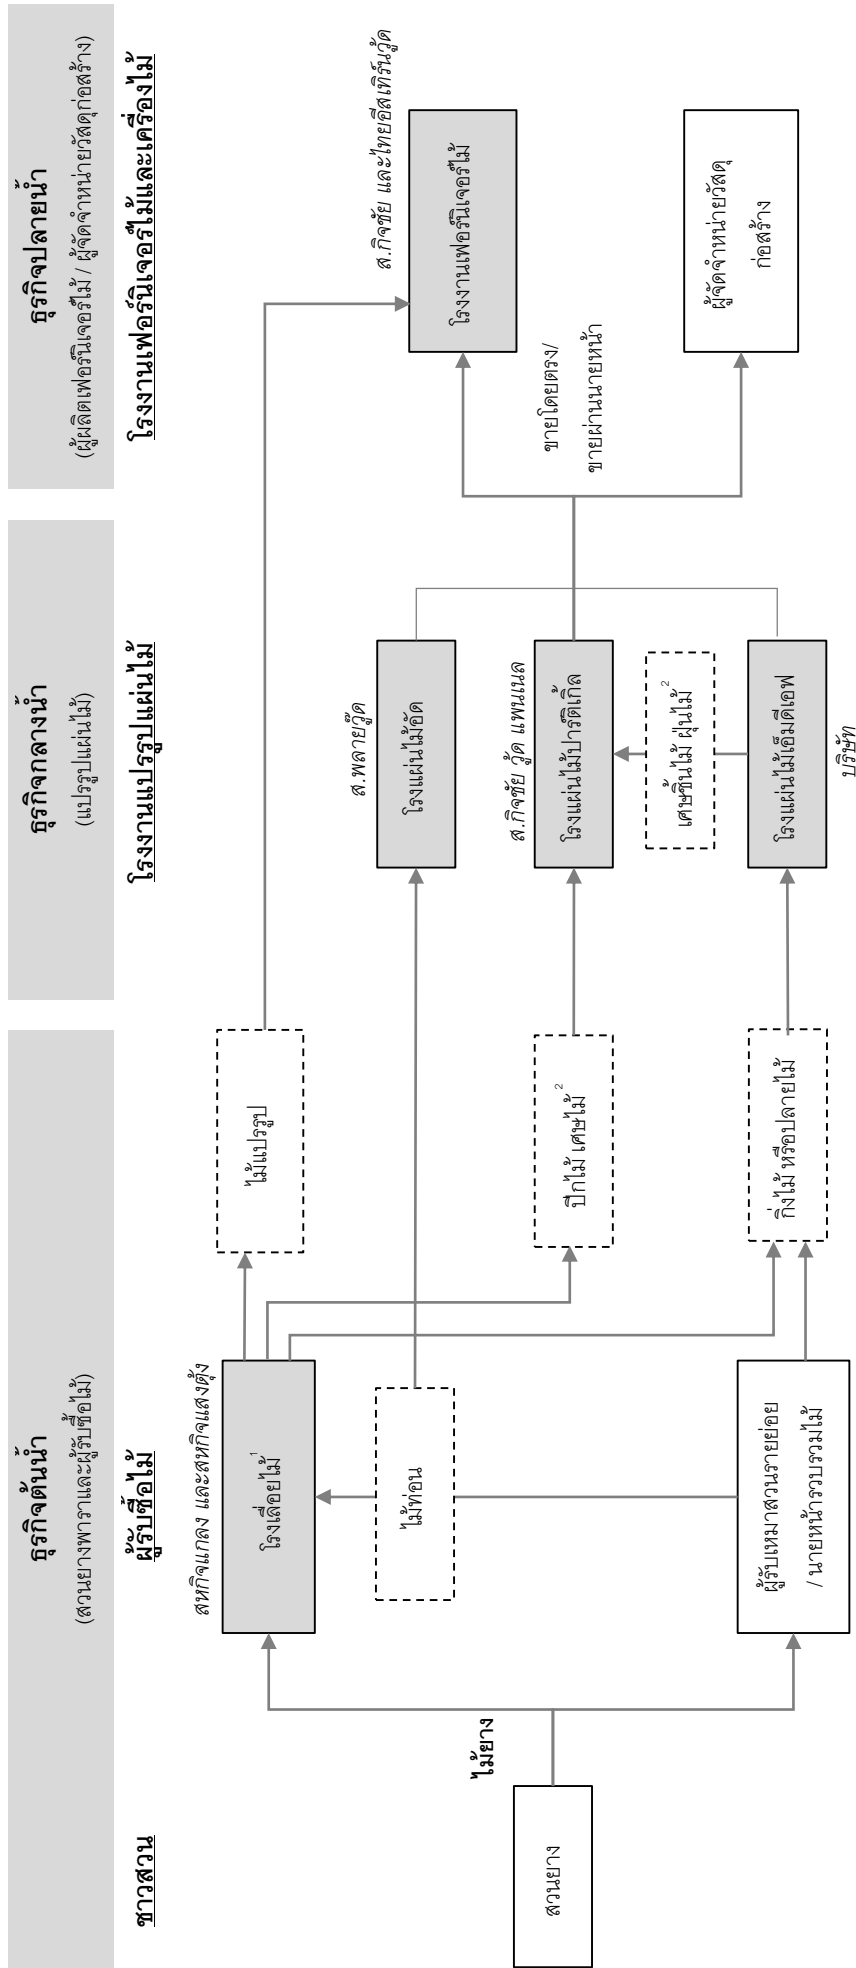 ธุรกิจต้นน้ำ
(สวนยางพาราและผู้รับซื้อไม้)
ธุรกิจกลางน้ำ
(แปรรูปแผ่นไม้)
ธุรกิจปลายน้ำ
(ผู้ผลิตเฟอร์นิเจอร์ไม้ / ผู้จัดจำหน่ายวัสดุก่อสร้าง)
ชาวสวน
ผู้รับซื้อไม้
โรงงานแปรรูปแผ่นไม้
โรงงานเฟอร์นิเจอร์ไม้และเครื่องไม้
สหกิจแกลง และสหกิจแสงตุ้ง
โรงเลื่อยไม้¹
ไม้แปรรูป
ส.กิจชัย และไทยอีสเทิร์นวู้ด
โรงงานเฟอร์นิเจอร์ไม้
ไม้ท่อน
ส.พลายวู๊ด
โรงแผ่นไม้อัด
สวนยาง
ไม้ยาง
ปีกไม้ เศษไม้²
ส.กิจชัย วู้ด แพนเนล
โรงแผ่นไม้ปาร์ติเกิ้ล
ขายโดยตรง/
ขายผ่านนายหน้า
เศษชิ้นไม้ ฝุ่นไม้²
ผู้รับเหมาสวนรายย่อย
/ นายหน้ารวบรวมไม้
กิ่งไม้ หรือปลายไม้
โรงแผ่นไม้เอ็มดีเอฟ
บริษัท
ผู้จัดจำหน่ายวัสดุ
ก่อสร้าง